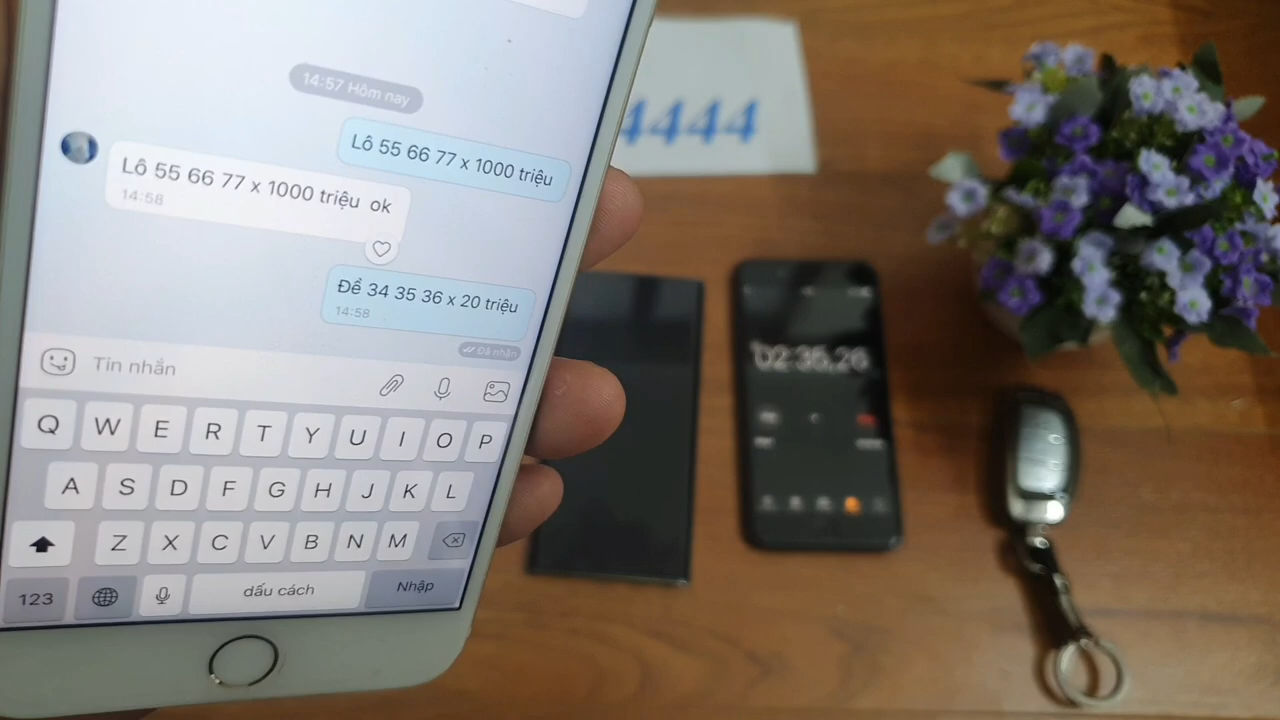 14:57 Hôm nay
Lô 55 66 77 x 1000 triệu
Lô 55 66 77 x 1000 triệu ok
14:58
Đề 34 35 36 x 20 triệu
14:58
Đã nhận
Tin nhắn
Q W E R T Y U I O P
A S D F G H J K L
Z X C V B N M
123 dấu cách Nhập
4444
02:35,26